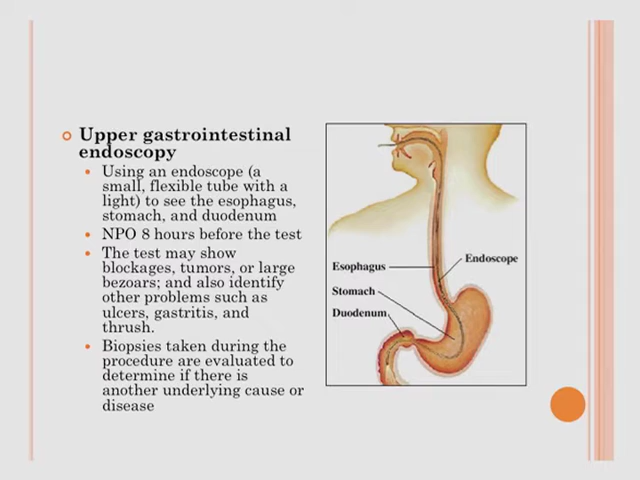 Upper gastrointestinal
endoscopy
Using an endoscope (a
small, flexible tube with a
light) to see the esophagus,
stomach, and duodenum
NPO 8 hours before the test
The test may show
blockages, tumors, or large
bezoars; and also identify
other problems such as
ulcers, gastritis, and
thrush.
Biopsies taken during the
procedure are evaluated to
determine if there is
another underlying cause or
disease
Endoscope
Esophagus
Stomach
Duodenum